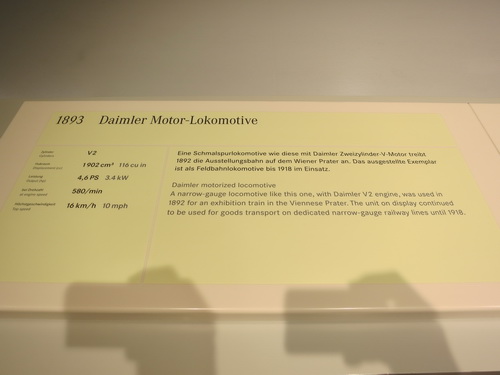 1893 Daimler Motor-Lokomotive
V2
1902 cm³ 116 cu in
4,6 PS 3.4 kW
580/min
16 km/h 10 mph
Eine Schmalspurlokomotive wie diese mit Daimler Zweizylinder-V-Motor treibt
1892 die Ausstellungsbahn auf dem Wiener Prater an. Das ausgestellte Exemplar
ist als Feldbahnlokomotive bis 1918 im Einsatz.
Daimler motorized locomotive
A narrow-gauge locomotive like this one, with Daimler V2 engine, was used in
1892 for an exhibition train in the Viennese Prater. The unit on display continued
to be used for goods transport on dedicated narrow-gauge railway lines until 1918.